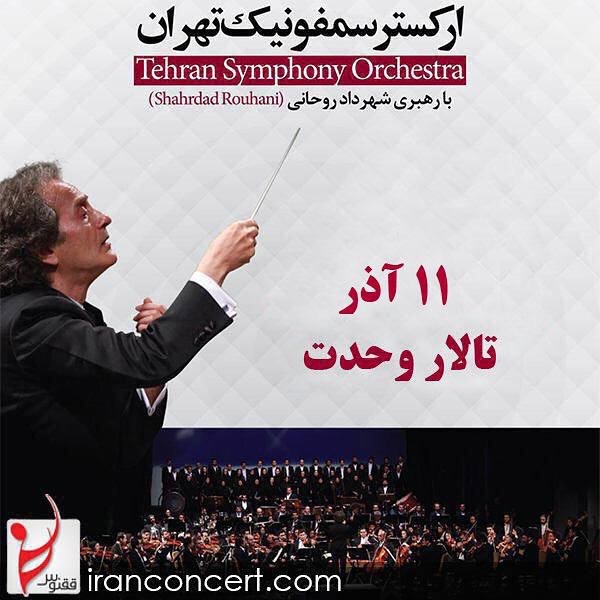 ارکستر سمفونیک تهران
Tehran Symphony Orchestra
با رهبری شهرداد روحانی (Shahrdad Rouhani)
۱۱ آذر
تالار وحدت
ققنوس
iranconcert.com